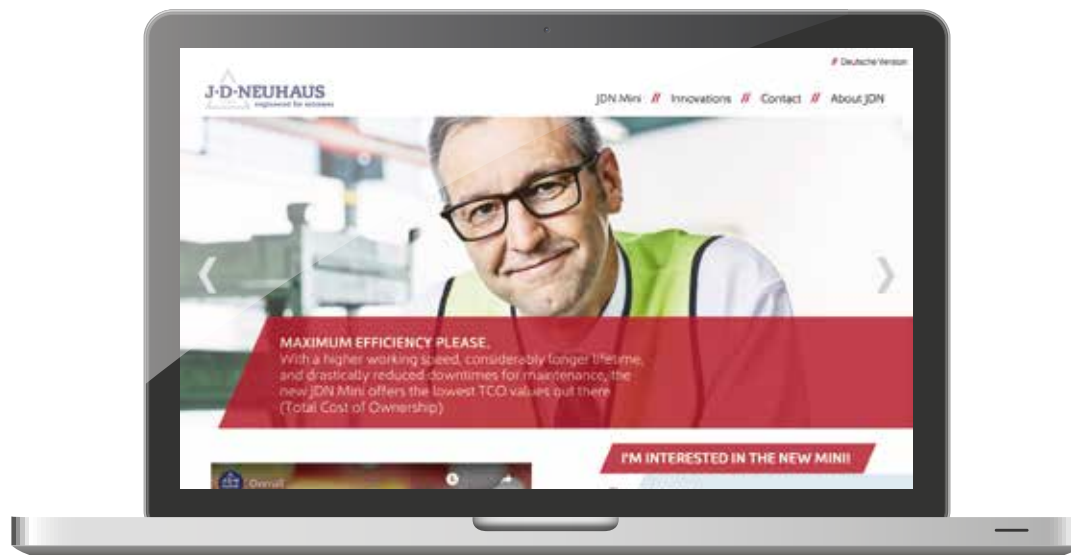 // Deutsche Version
J·D·NEUHAUS
engineered for extremes
JDN Mini // Innovations // Contact // About JDN
MAXIMUM EFFICIENCY PLEASE.
With a higher working speed, considerably longer lifetime,
and drastically reduced downtimes for maintenance, the
new JDN Mini offers the lowest TCO values out there
(Total Cost of Ownership)
I'M INTERESTED IN THE NEW MINI!
Overall